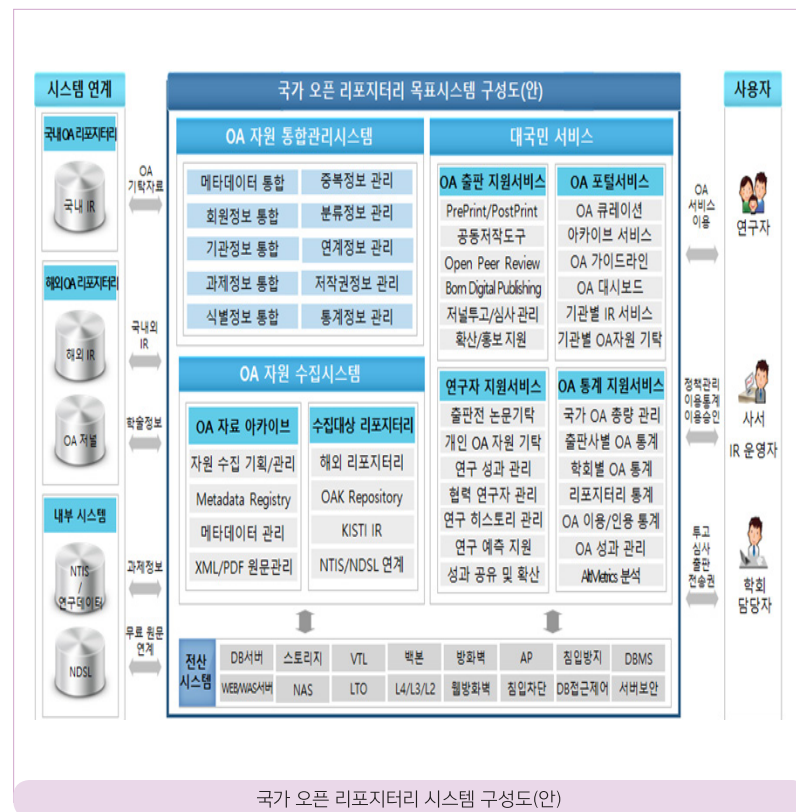 시스템 연계
국내 OA 리포지터리
국내 IR
해외 OA 리포지터리
해외 IR
OA 저널
내부 시스템
NTIS
/
연구데이터
NDSL
OA
기탁자료
국내외
IR
학술정보
과제정보
무료 원문
연계
국가 오픈 리포지터리 목표시스템 구성도(안)
OA 자원 통합관리시스템
메타데이터 통합
중복정보 관리
회원정보 통합
분류정보 관리
기관정보 통합
연계정보 관리
과제정보 통합
저작권정보 관리
식별정보 통합
통계정보 관리
OA 자원 수집시스템
OA 자료 아카이브
자원 수집 기획/관리
Metadata Registry
메타데이터 관리
XML/PDF 원문관리
수집대상 리포지터리
해외 리포지터리
OAK Repository
KISTI IR
NTIS/NDSL 연계
대국민 서비스
OA 출판 지원서비스
PrePrint/PostPrint
공동저작도구
Open Peer Review
Born Digital Publishing
저널투고/심사 관리
확산/홍보 지원
OA 포털서비스
OA 큐레이션
아카이브 서비스
OA 가이드라인
OA 대시보드
기관별 IR 서비스
기관별 OA자원 기탁
연구자 지원서비스
출판전 논문기탁
개인 OA 자원 기탁
연구 성과 관리
협력 연구자 관리
연구 히스토리 관리
연구 예측 지원
성과 공유 및 확산
OA 통계 지원서비스
국가 OA 총량 관리
출판사별 OA 통계
학회별 OA 통계
리포지터리 통계
OA 이용/인용 통계
OA 성과 관리
AltMetrics 분석
전산
시스템
DB서버 스토리지 VTL 백본 방화벽 AP 침입방지 DBMS
WEB/WAS서버 NAS LTO L4/L3/L2 웹방화벽 침입차단 DB접근제어 서버보안
OA
서비스
이용
정책관리
이용통계
이용승인
투고
심사
출판
전송권
사용자
연구자
사서
IR 운영자
학회
담당자
국가 오픈 리포지터리 시스템 구성도(안)